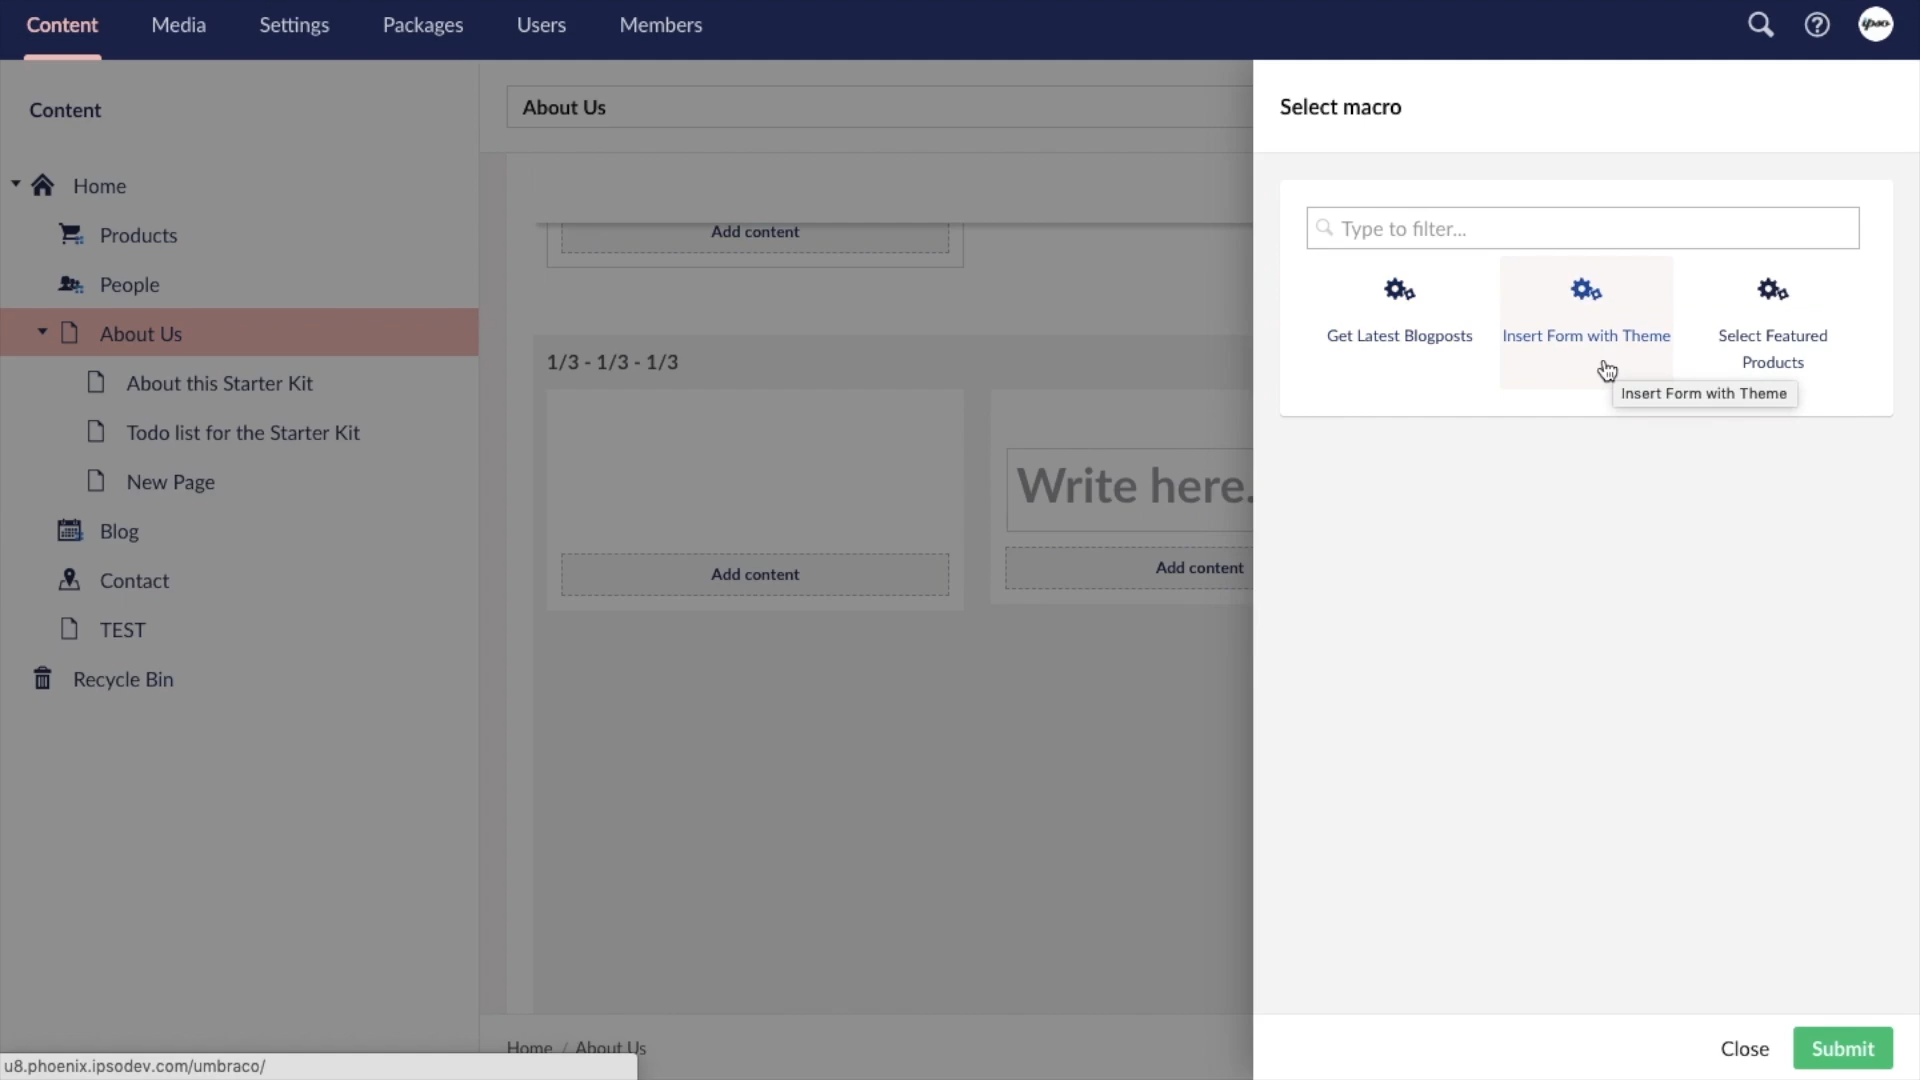 Content Media Settings Packages Users Members
ipso
Content
Home
Products
People
About Us
About this Starter Kit
Todo list for the Starter Kit
New Page
Blog
Contact
TEST
Recycle Bin
About Us
Add content
1/3 - 1/3 - 1/3
Write here.
Add content
Add content
Home / About Us
Select macro
Type to filter...
Get Latest Blogposts
Insert Form with Theme
Select Featured
Products
Insert Form with Theme
Close Submit
u8.phoenix.ipsodev.com/umbraco/